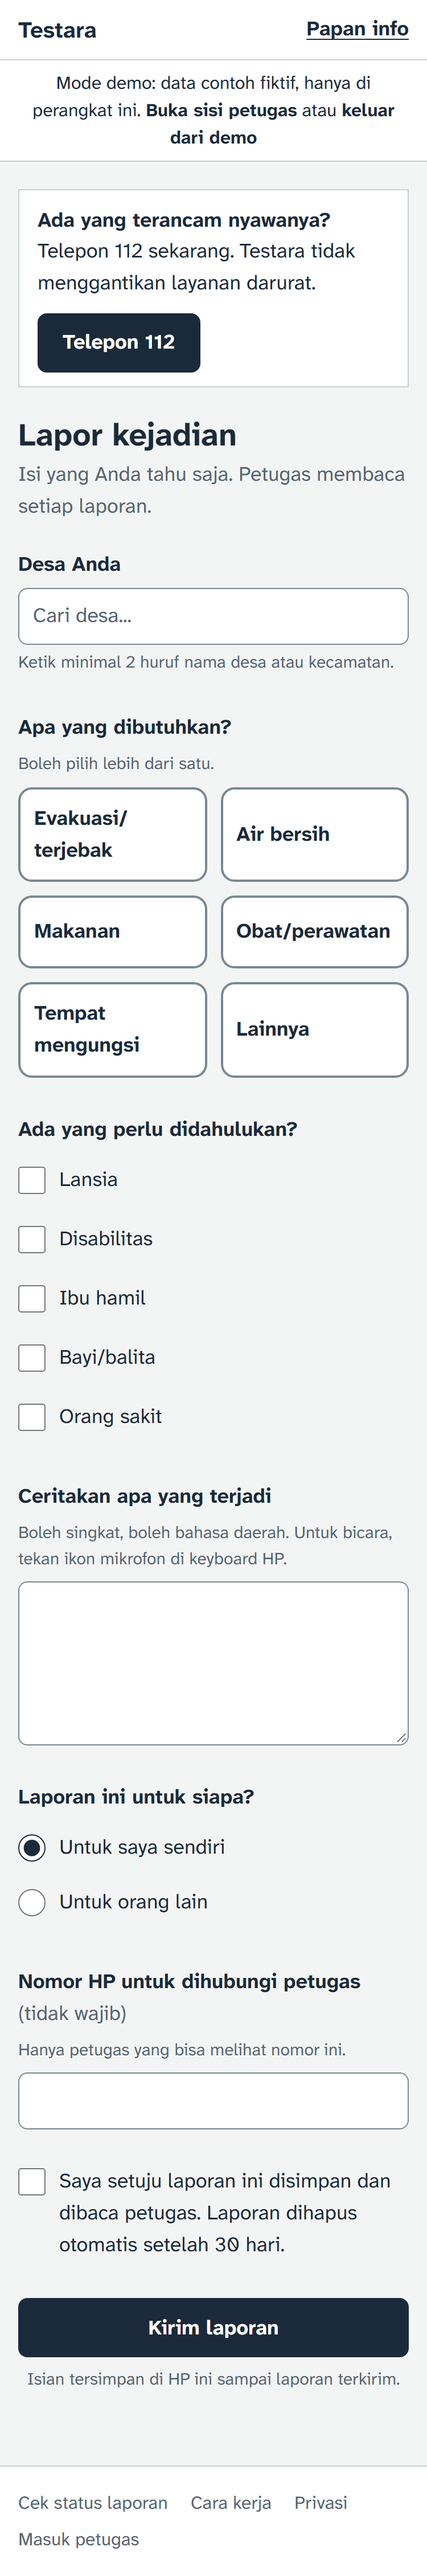 Testara
Papan info
Mode demo: data contoh fiktif, hanya di
perangkat ini. Buka sisi petugas atau keluar
dari demo
Ada yang terancam nyawanya?
Telepon 112 sekarang. Testara tidak
menggantikan layanan darurat.
Telepon 112
Lapor kejadian
Isi yang Anda tahu saja. Petugas membaca
setiap laporan.
Desa Anda
Cari desa...
Ketik minimal 2 huruf nama desa atau kecamatan.
Apa yang dibutuhkan?
Boleh pilih lebih dari satu.
Evakuasi/
terjebak
Air bersih
Makanan
Obat/perawatan
Tempat
mengungsi
Lainnya
Ada yang perlu didahulukan?
Lansia
Disabilitas
Ibu hamil
Bayi/balita
Orang sakit
Ceritakan apa yang terjadi
Boleh singkat, boleh bahasa daerah. Untuk bicara,
tekan ikon mikrofon di keyboard HP.
Laporan ini untuk siapa?
Untuk saya sendiri
Untuk orang lain
Nomor HP untuk dihubungi petugas
(tidak wajib)
Hanya petugas yang bisa melihat nomor ini.
Saya setuju laporan ini disimpan dan
dibaca petugas. Laporan dihapus
otomatis setelah 30 hari.
Kirim laporan
Isian tersimpan di HP ini sampai laporan terkirim.
Cek status laporan
Cara kerja
Privasi
Masuk petugas